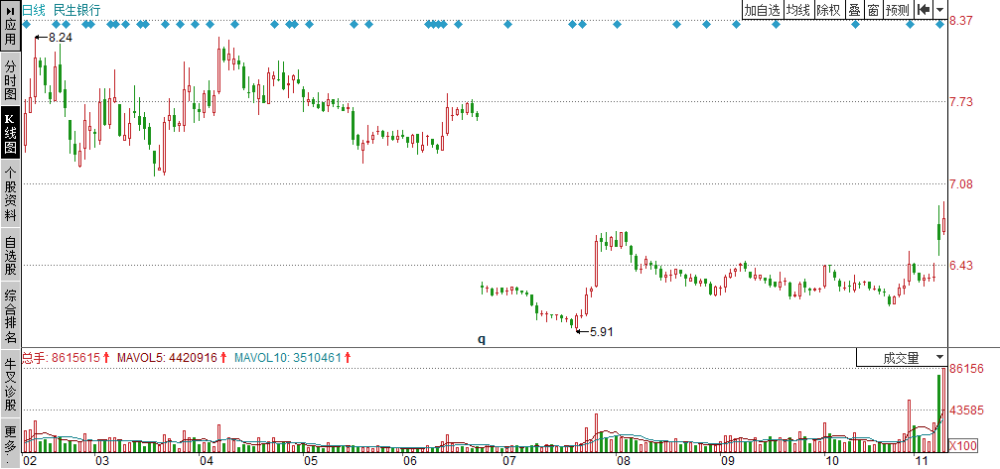 日线 民生银行
加自选 均线 除权 叠 窗 预测
应用
分时图
K线图
个股资料
自选股
综合排名
牛叉诊股
更多
8.37
8.24
7.73
7.08
6.43
5.91
q
总手: 8615615 MAVOL5: 4420916 MAVOL10: 3510461
成交量
86156
43585
X100
02 03 04 05 06 07 08 09 10 11